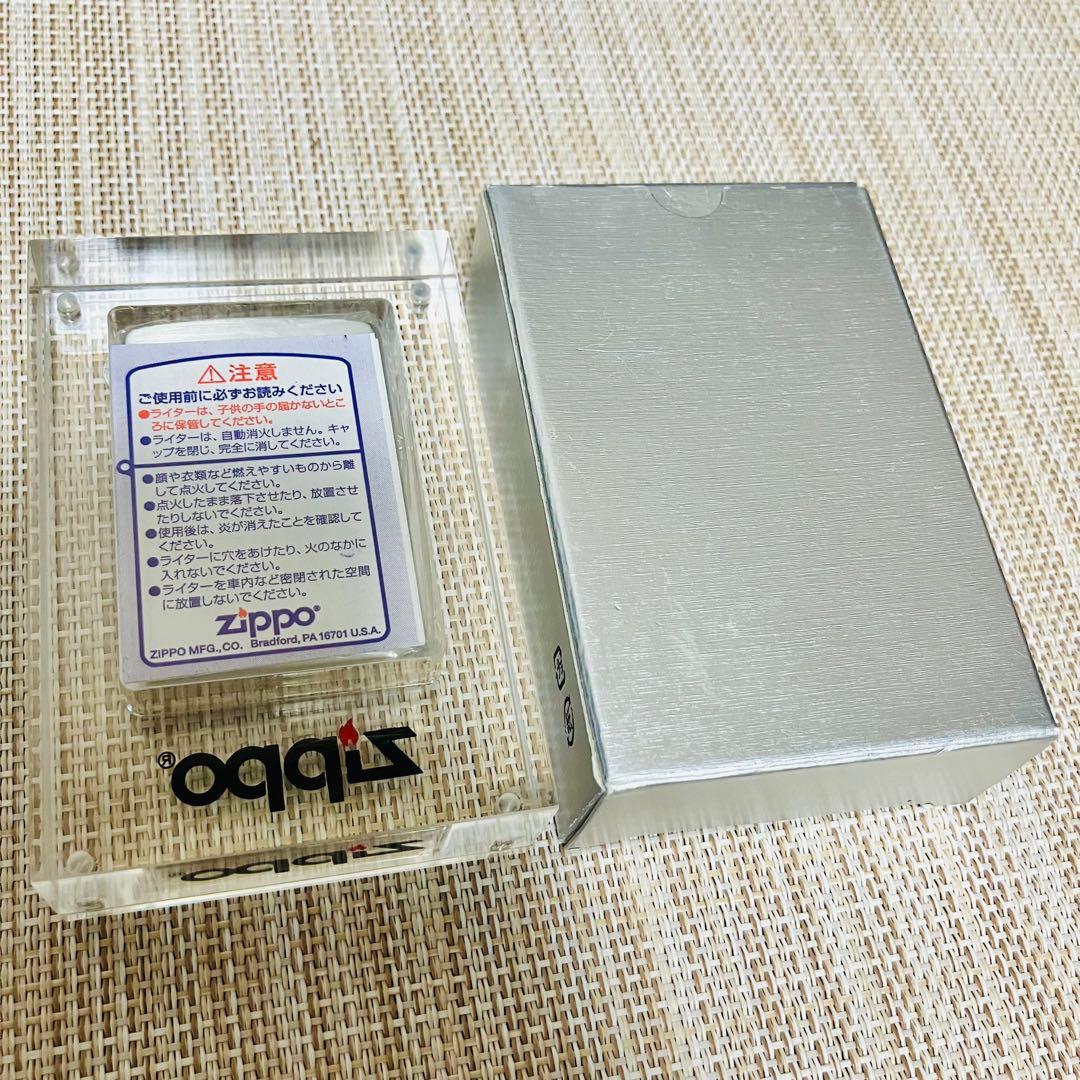 注意
ご使用前に必ずお読みください
●ライターは、子供の手の届かないとこ
ろに保管してください。
●ライターは、自動消火しません。キャ
ップを閉じ、完全に消してください。
●顔や衣類など燃えやすいものから離
して点火してください。
●点火したまま落下させたり、放置させ
たりしないでください。
●使用後は、炎が消えたことを確認して
ください。
●ライターに穴をあけたり、火のなかに
入れないでください。
●ライターを車内など密閉された空間
に放置しないでください。
zippo®
ZIPPO MFG.,CO. Bradford, PA 16701 U.S.A.
zippo®